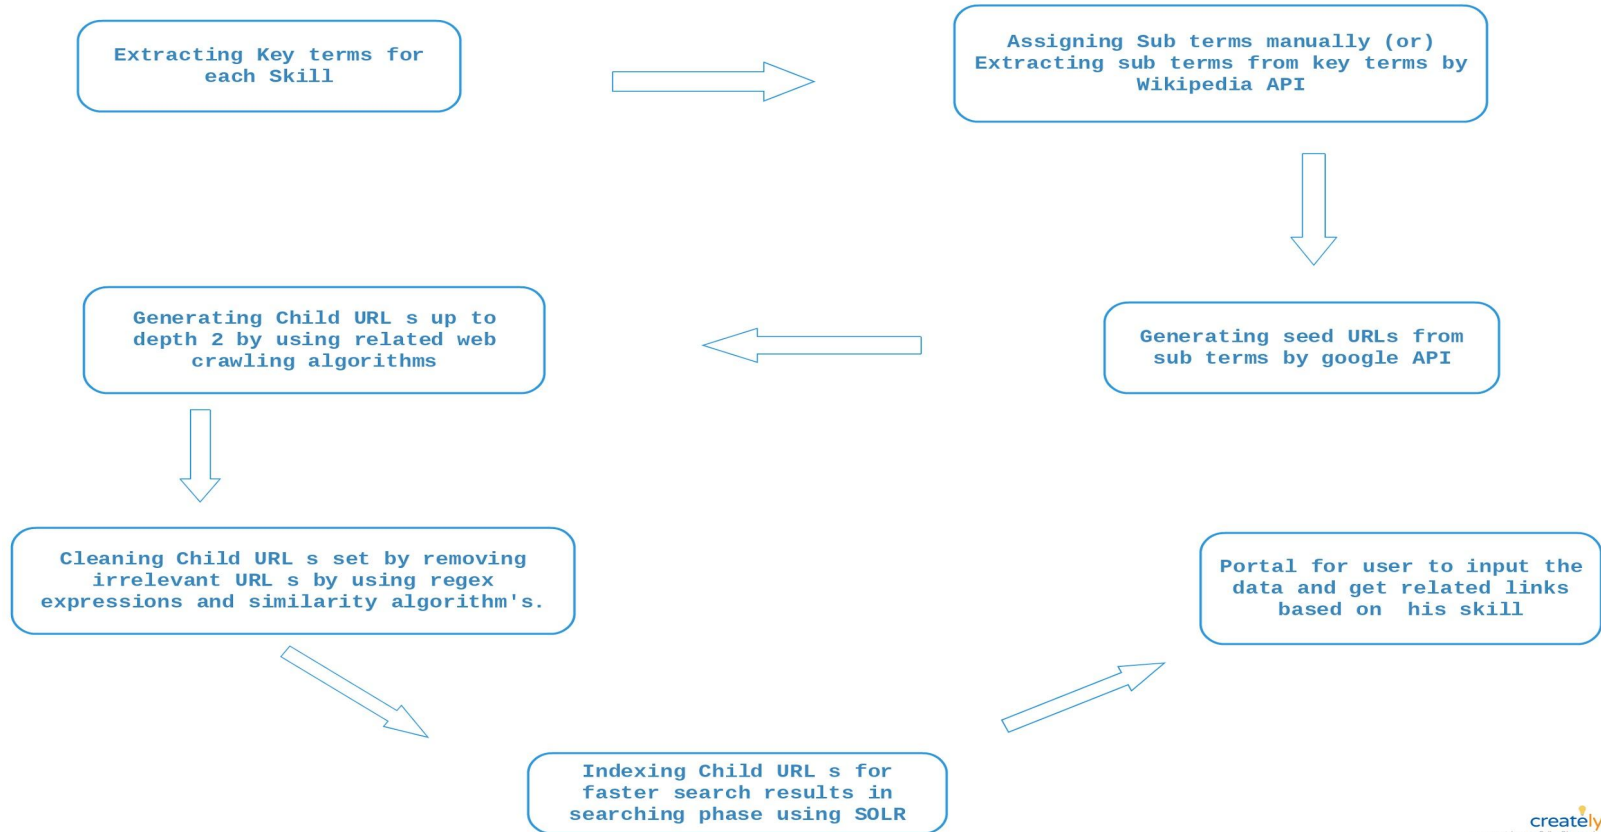 Extracting Key terms for
each Skill
Assigning Sub terms manually (or)
Extracting sub terms from key terms by
Wikipedia API
Generating seed URLs from
sub terms by google API
Generating Child URL s up to
depth 2 by using related web
crawling algorithms
Cleaning Child URL s set by removing
irrelevant URL s by using regex
expressions and similarity algorithm's.
Indexing Child URL s for
faster search results in
searching phase using SOLR
Portal for user to input the
data and get related links
based on  his skill
creately